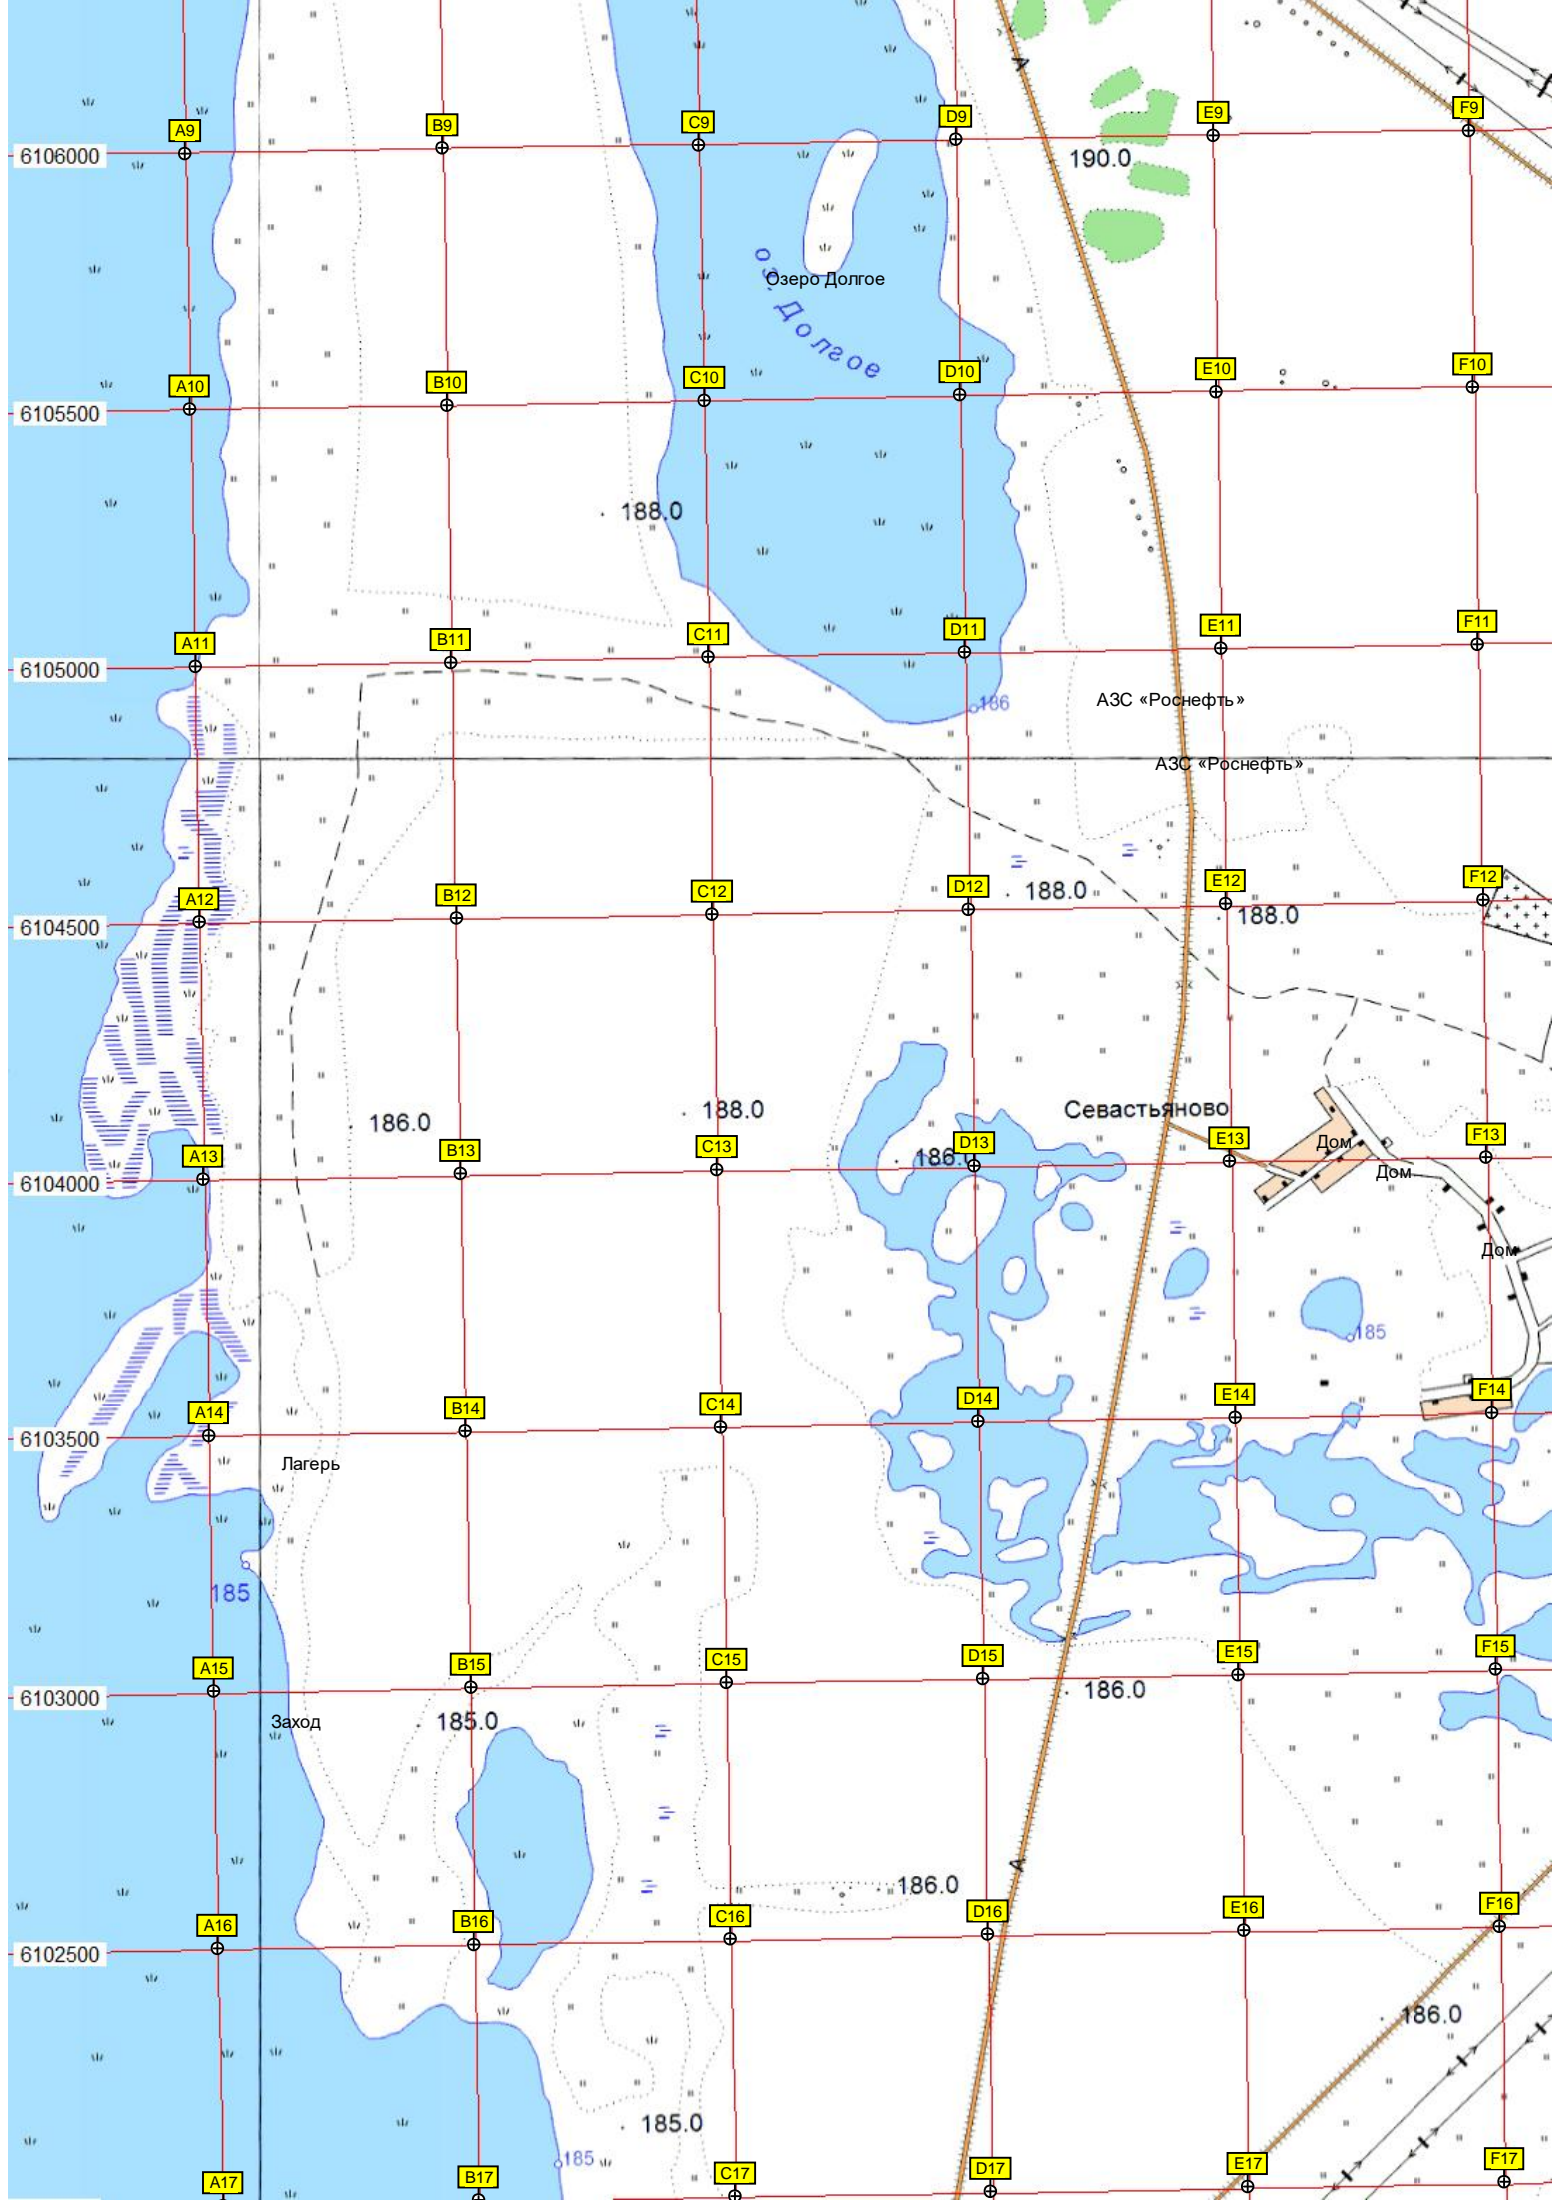 A
F9
E9
D9
C9
B9
A9
6106000
190.0
Озеро Долгое
оз. Долгое
F10
E10
D10
C10
B10
A10
6105500
188.0
F11
E11
D11
C11
B11
A11
6105000
186
АЗС «Роснефть»
АЗС «Роснефть»
F12
E12
D12
C12
B12
A12
188.0
188.0
6104500
186.0
188.0
Севастьяново
F13
E13
D13
C13
B13
A13
186.0
Дом
Дом
6104000
Дом
185
F14
E14
D14
C14
B14
A14
6103500
Лагерь
185
F15
E15
D15
C15
B15
A15
6103000
186.0
Заход
185.0
A
186.0
F16
E16
D16
C16
B16
A16
6102500
186.0
185.0
185
F17
E17
D17
C17
B17
A17